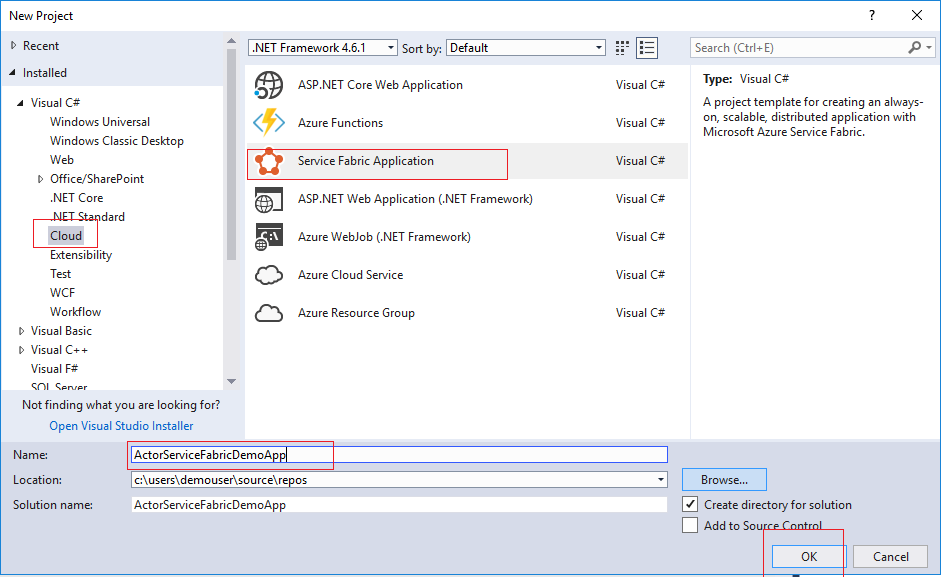 New Project
?
Recent
Installed
Visual C#
Windows Universal
Windows Classic Desktop
Web
Office/SharePoint
.NET Core
.NET Standard
Cloud
Extensibility
Test
WCF
Workflow
Visual Basic
Visual C++
Visual F#
SQL Server
Not finding what you are looking for?
Open Visual Studio Installer
.NET Framework 4.6.1 Sort by: Default
ASP.NET Core Web Application Visual C#
Azure Functions Visual C#
Service Fabric Application Visual C#
ASP.NET Web Application (.NET Framework) Visual C#
Azure WebJob (.NET Framework) Visual C#
Azure Cloud Service Visual C#
Azure Resource Group Visual C#
Search (Ctrl+E)
Type: Visual C#
A project template for creating an always-
on, scalable, distributed application with
Microsoft Azure Service Fabric.
Name: ActorServiceFabricDemoApp
Location: c:\users\demouser\source\repos
Solution name: ActorServiceFabricDemoApp
Browse...
Create directory for solution
Add to Source Control
OK Cancel